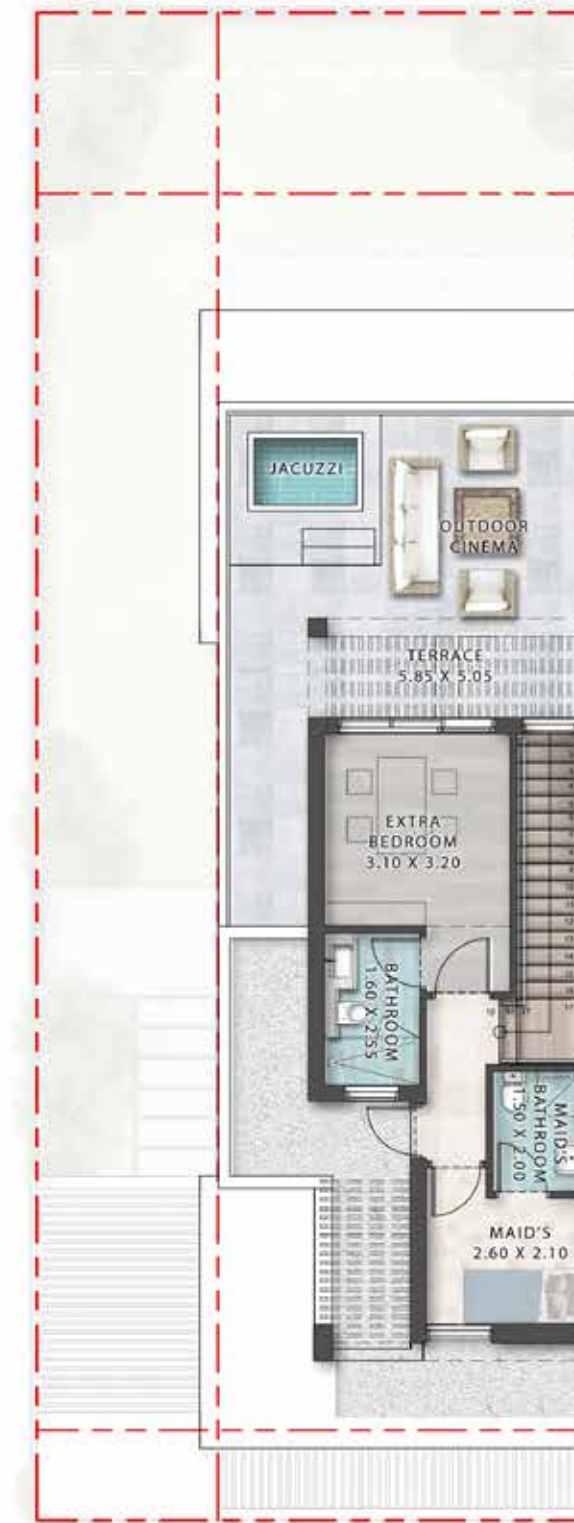 JACUZZI
OUTDOOR
CINEMA
TERRACE
5.85 X 5.05
EXTRA
BEDROOM
3.10 X 3.20
BATHROOM
1.60 X 2.55
MAID'S
BATHROOM
1.50 X 2.00
MAID'S
2.60 X 2.10